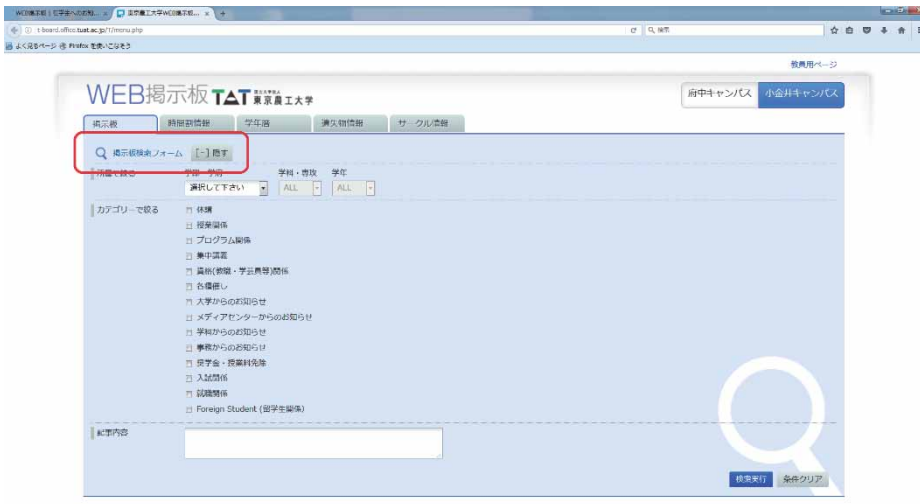 WEB掲示板 | 在学生へのお知...
東京農工大学WEB掲示板...
t-board.office.tuat.ac.jp/T/menu.php
検索
よく見るページ Firefox を使いこなそう
教員用ページ
WEB掲示板 TAT 国立大学法人 東京農工大学
府中キャンパス 小金井キャンパス
掲示板 時間割情報 学年暦 遺失物情報 サークル情報
掲示板検索フォーム [-]隠す
所属で絞る 学部・学府 学科・専攻 学年
選択して下さい ALL ALL
カテゴリーで絞る 休講
授業関係
プログラム関係
集中講義
資格(教職・学芸員等)関係
各種催し
大学からのお知らせ
メディアセンターからのお知らせ
学科からのお知らせ
事務からのお知らせ
奨学金・授業料免除
入試関係
就職関係
Foreign Student (留学生関係)
記事内容
検索実行 条件クリア